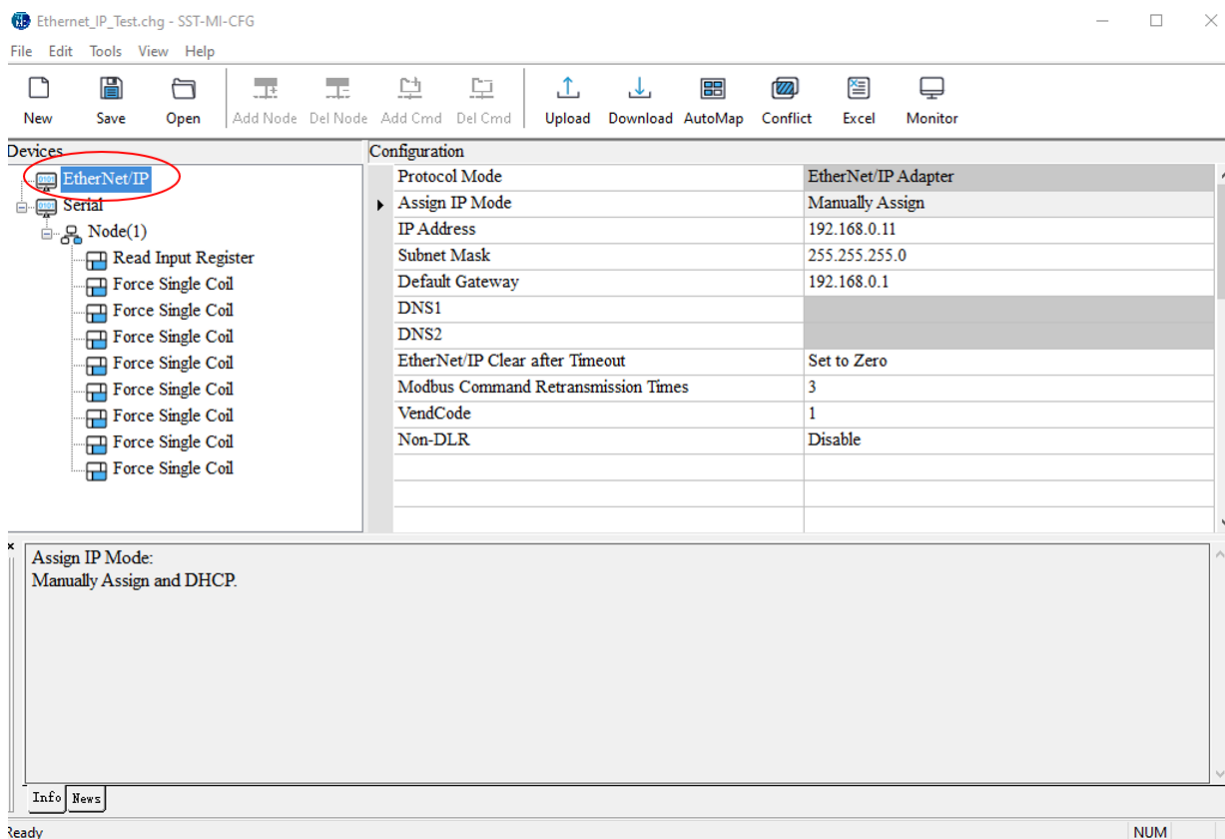 Ethernet_IP_Test.chg - SST-MI-CFG
File Edit Tools View Help
New Save Open Add Node Del Node Add Cmd Del Cmd Upload Download AutoMap Conflict Excel Monitor
Devices
EtherNet/IP
Serial
Node(1)
Read Input Register
Force Single Coil
Force Single Coil
Force Single Coil
Force Single Coil
Force Single Coil
Force Single Coil
Force Single Coil
Force Single Coil
Configuration
Protocol Mode EtherNet/IP Adapter
Assign IP Mode Manually Assign
IP Address 192.168.0.11
Subnet Mask 255.255.255.0
Default Gateway 192.168.0.1
DNS1
DNS2
EtherNet/IP Clear after Timeout Set to Zero
Modbus Command Retransmission Times 3
VendCode 1
Non-DLR Disable
Assign IP Mode:
Manually Assign and DHCP.
Info News
Ready NUM